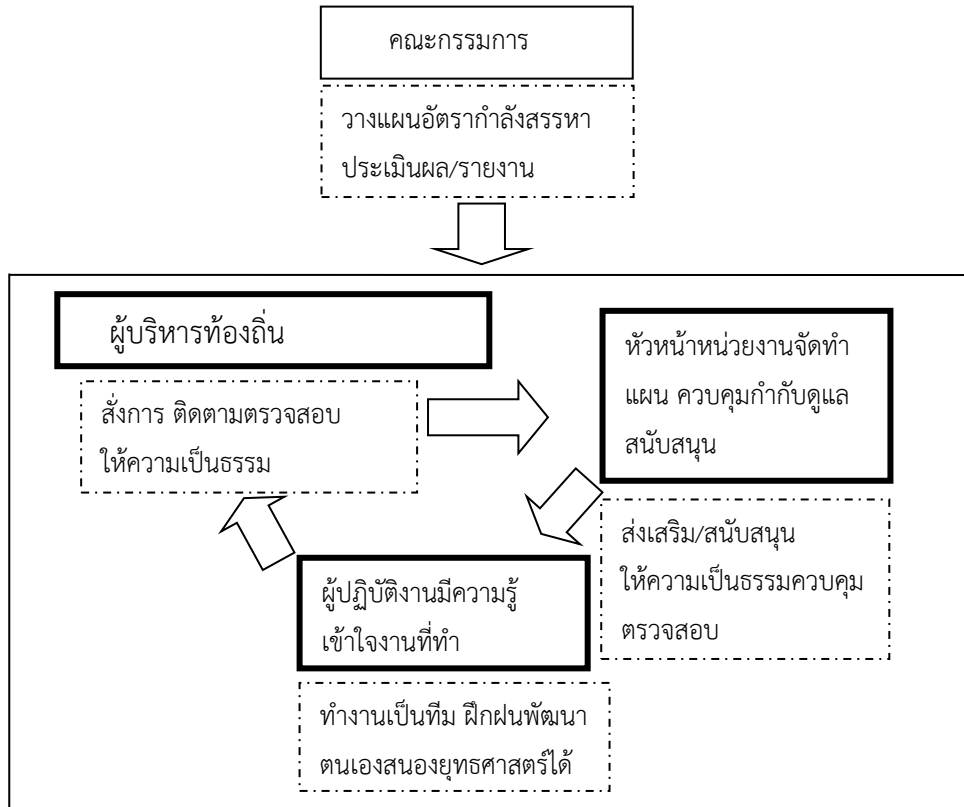 คณะกรรมการ
วางแผนอัตรากำลังสรรหา
ประเมินผล/รายงาน
ผู้บริหารท้องถิ่น
สั่งการ ติดตามตรวจสอบ
ให้ความเป็นธรรม
หัวหน้าหน่วยงานจัดทำ
แผน ควบคุมกำกับดูแล
สนับสนุน
ส่งเสริม/สนับสนุน
ให้ความเป็นธรรมควบคุม
ตรวจสอบ
ผู้ปฏิบัติงานมีความรู้
เข้าใจงานที่ทำ
ทำงานเป็นทีม ฝึกฝนพัฒนา
ตนเองสนองยุทธศาสตร์ได้